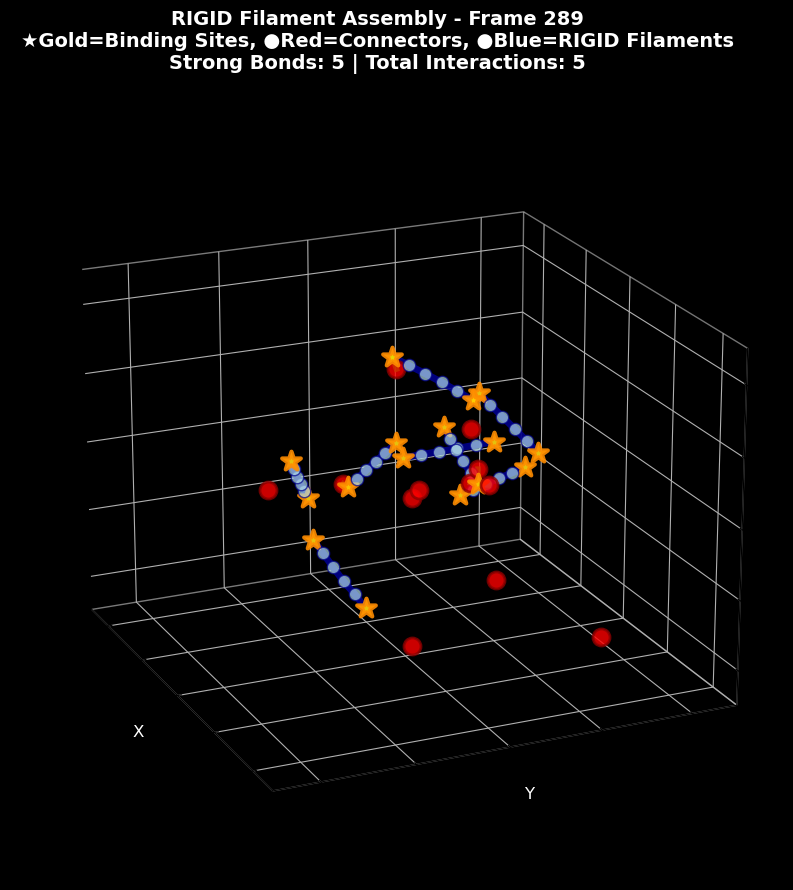 RIGID Filament Assembly - Frame 289
★Gold=Binding Sites, ●Red=Connectors, ●Blue=RIGID Filaments
Strong Bonds: 5 | Total Interactions: 5
X
Y